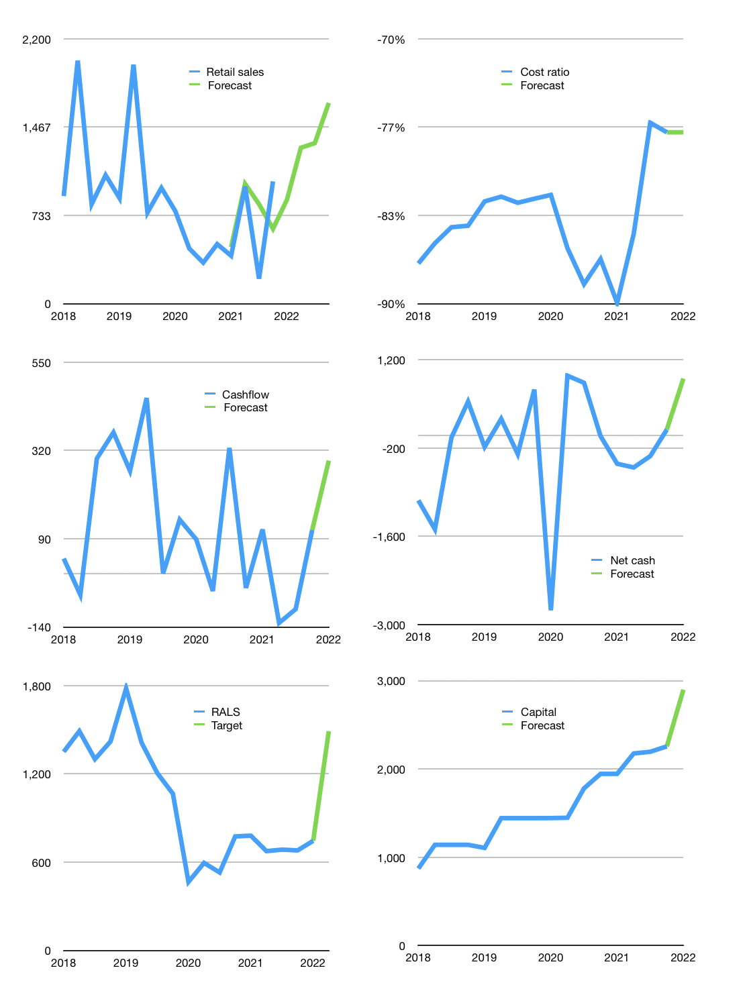 2,200
Retail sales
Forecast
1,467
733
0
2018 2019 2020 2021 2022
-70%
Cost ratio
Forecast
-77%
-83%
-90%
2018 2019 2020 2021 2022
550
Cashflow
Forecast
320
90
-140
2018 2019 2020 2021 2022
1,200
-200
-1,600
Net cash
Forecast
-3,000
2018 2019 2020 2021 2022
1,800
RALS
Target
1,200
600
0
2018 2019 2020 2021 2022
3,000
Capital
Forecast
2,000
1,000
0
2018 2019 2020 2021 2022